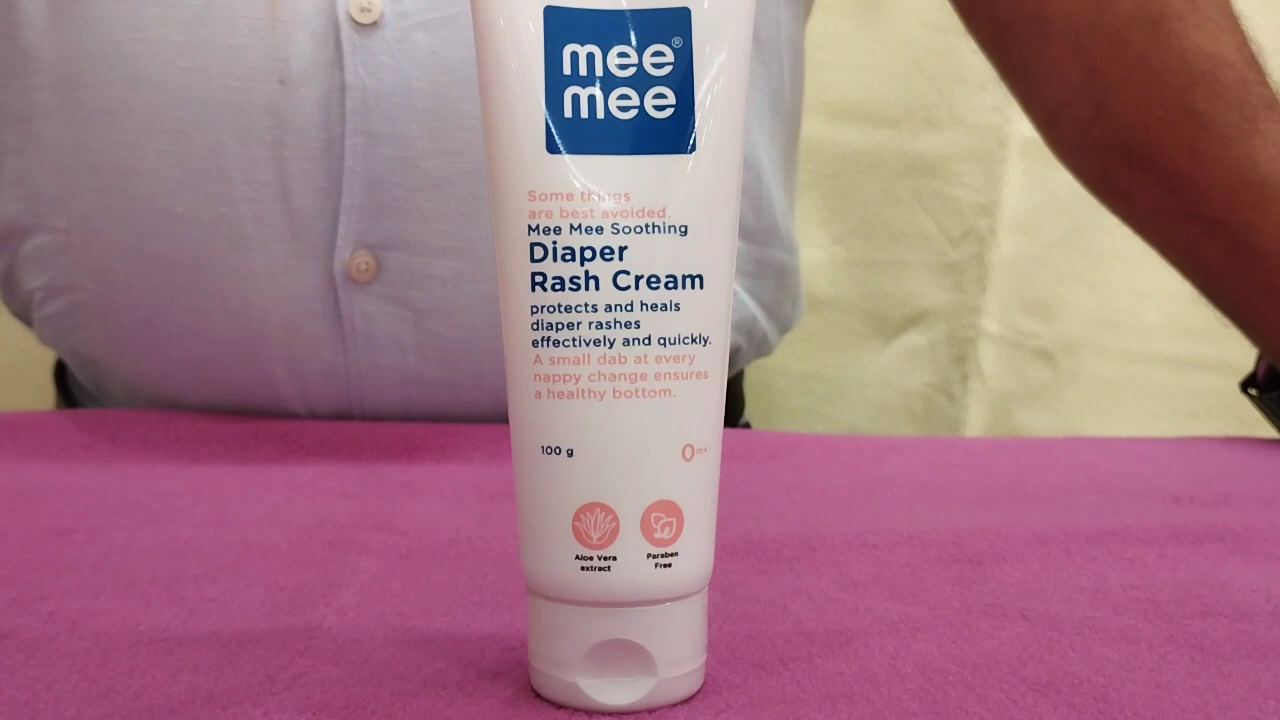 mee®
mee
Some things
are best avoided.
Mee Mee Soothing
Diaper
Rash Cream
protects and heals
diaper rashes
effectively and quickly.
A small dab at every
nappy change ensures
a healthy bottom.
100 g
0m+
Aloe Vera
extract
Paraben
Free